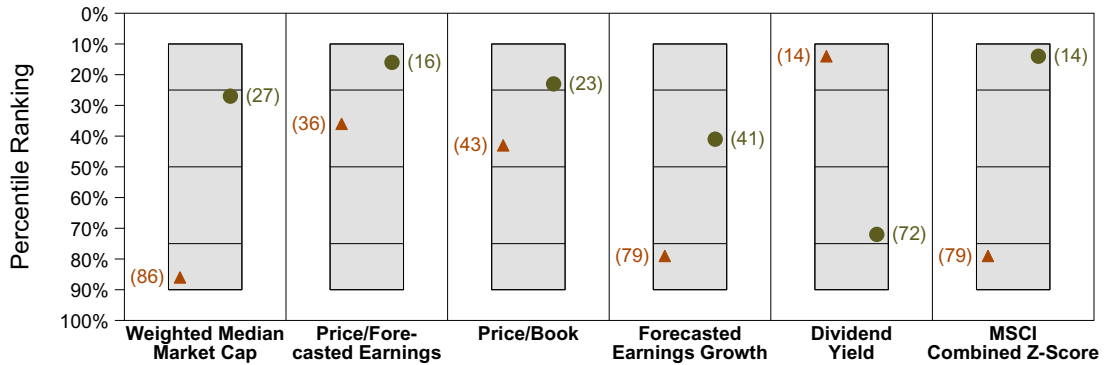 Percentile Ranking
0%
10%
20%
30%
40%
50%
60%
70%
80%
90%
100%
(86)
(27)
(36)
(16)
(43)
(23)
(79)
(41)
(14)
(72)
(79)
(14)
Weighted Median
Market Cap
Price/Fore-
casted Earnings
Price/Book
Forecasted
Earnings Growth
Dividend
Yield
MSCI
Combined Z-Score